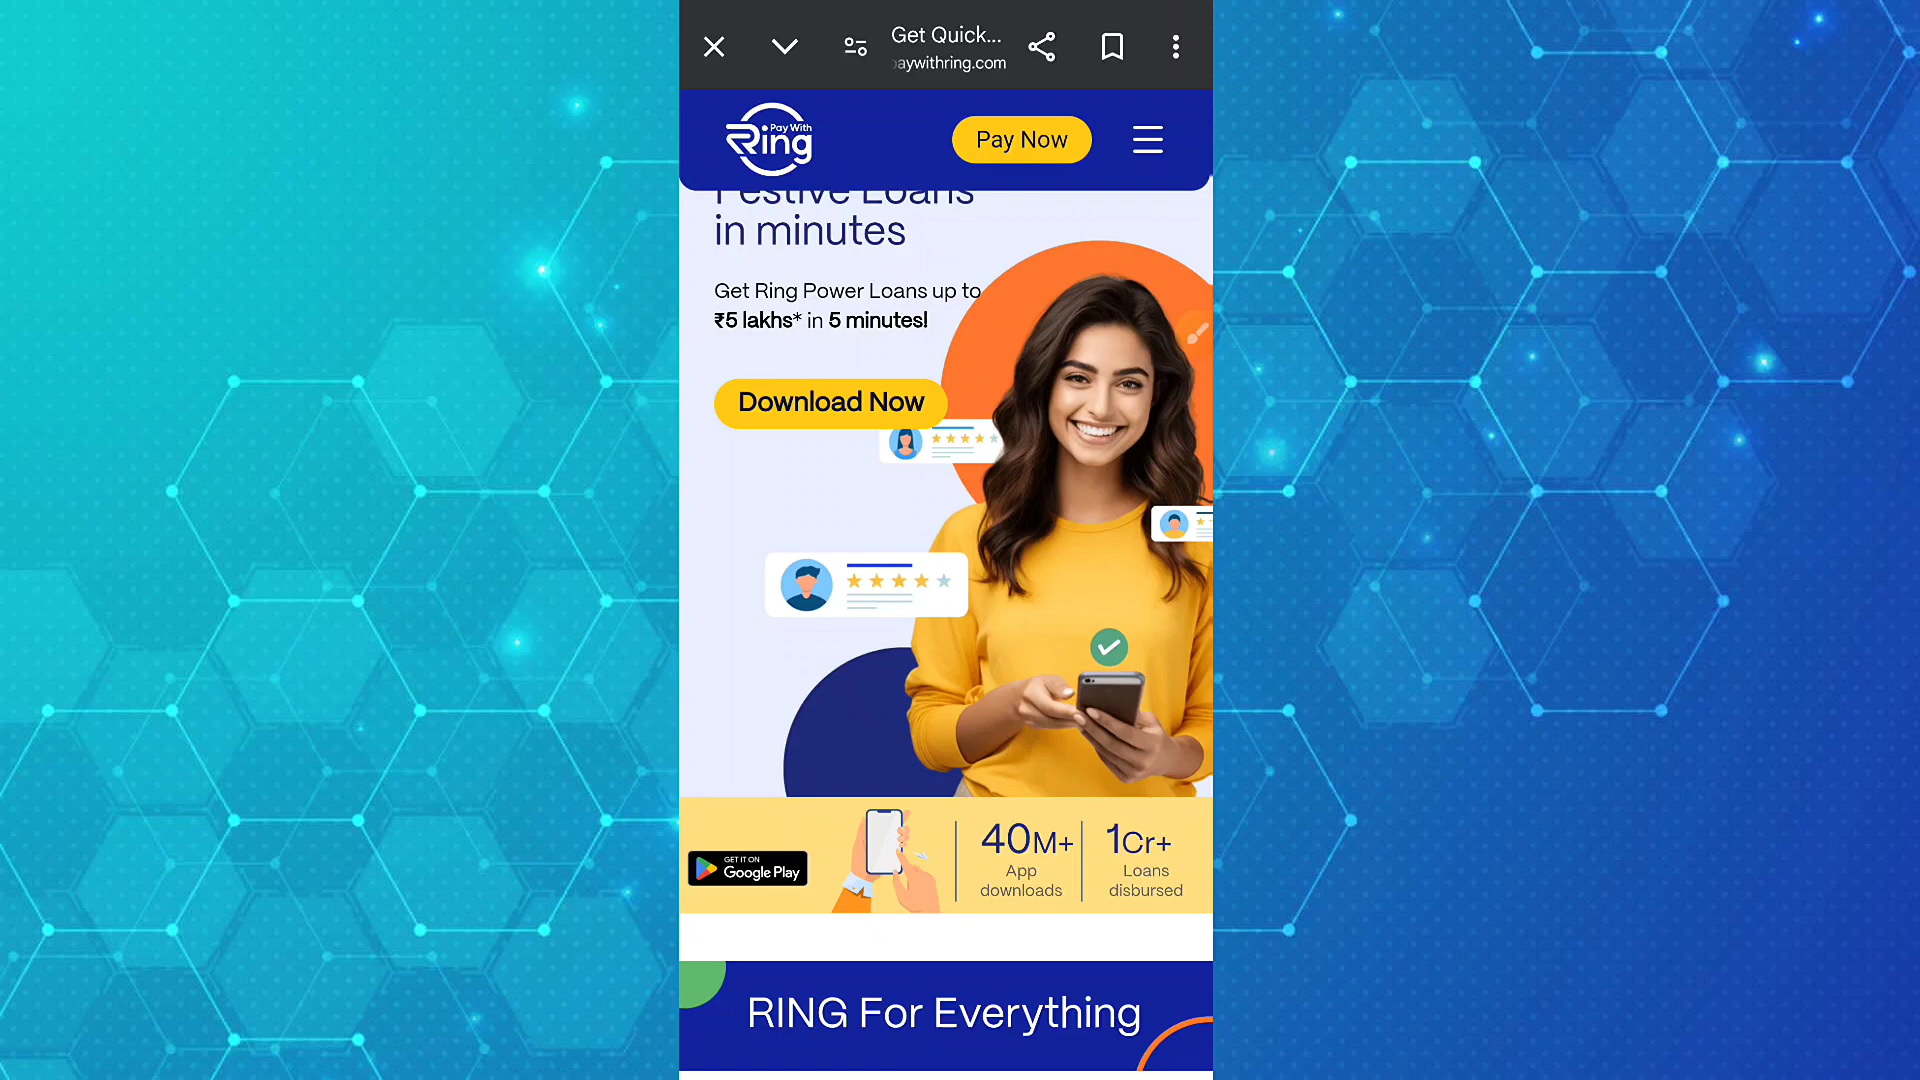 Get Quick...
aywithring.com
Pay With
Ring
Pay Now
Festive Loans
in minutes
Get Ring Power Loans up to
₹5 lakhs* in 5 minutes!
Download Now
GET IT ON
Google Play
40M+
App
downloads
1Cr+
Loans
disbursed
RING For Everything